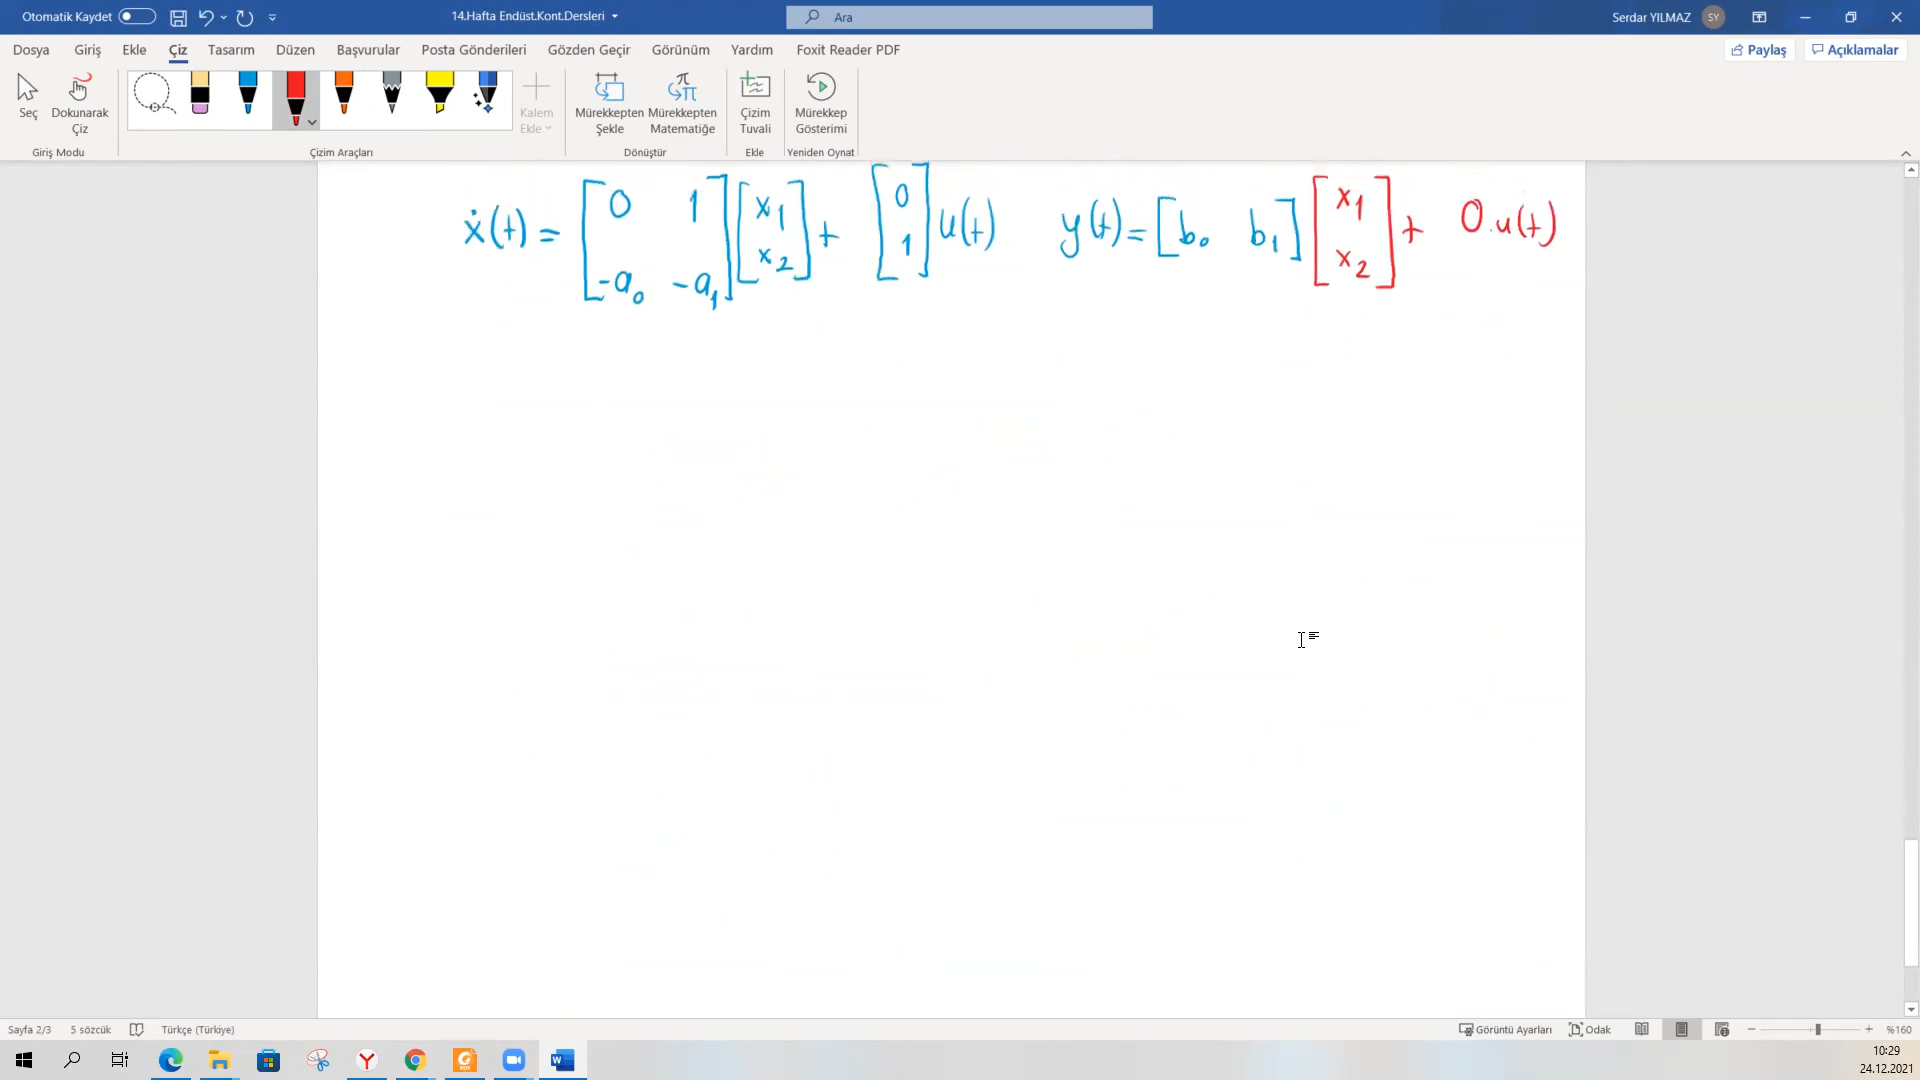 Otomatik Kaydet
14.Hafta Endüst.Kont.Dersleri
Ara
Serdar YILMAZ
SY
Dosya Giriş Ekle Çiz Tasarım Düzen Başvurular Posta Gönderileri Gözden Geçir Görünüm Yardım Foxit Reader PDF
Paylaş
Açıklamalar
Seç
Dokunarak
Çiz
Kalem
Ekle
Mürekkepten
Şekle
Mürekkepten
Matematiğe
Çizim
Tuvali
Mürekkep
Gösterimi
Giriş Modu
Çizim Araçları
Dönüştür
Ekle
Yeniden Oynat
ẋ(t) = [0 1; -a₀ -a₁] [x₁; x₂] + [0; 1] u(t) y(t) = [b₀ b₁] [x₁; x₂] + 0.u(t)
Sayfa 2/3 5 sözcük Türkçe (Türkiye)
Görüntü Ayarları
Odak
%160
10:29
24.12.2021